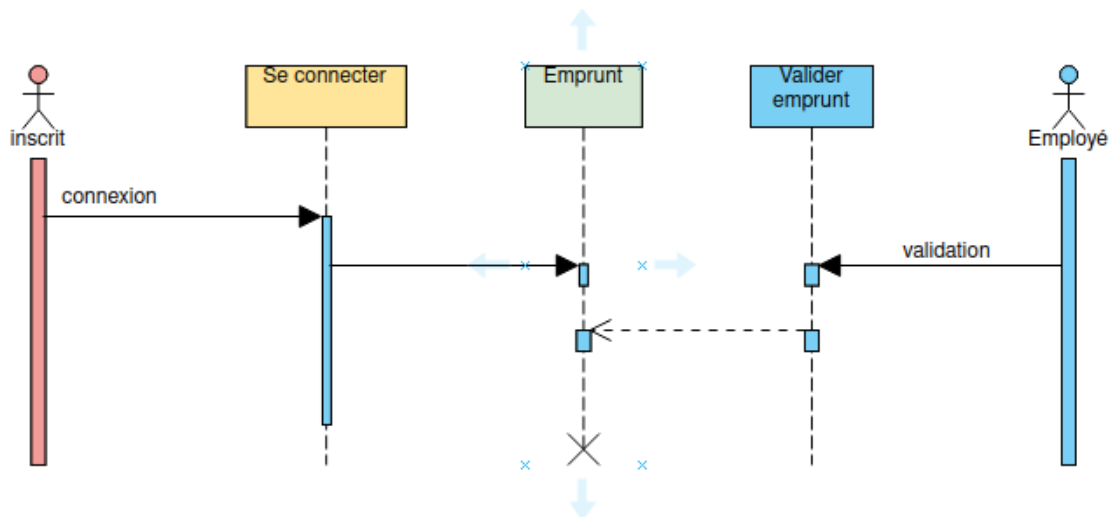 Se connecter
Emprunt
Valider
emprunt
inscrit
Employé
connexion
validation